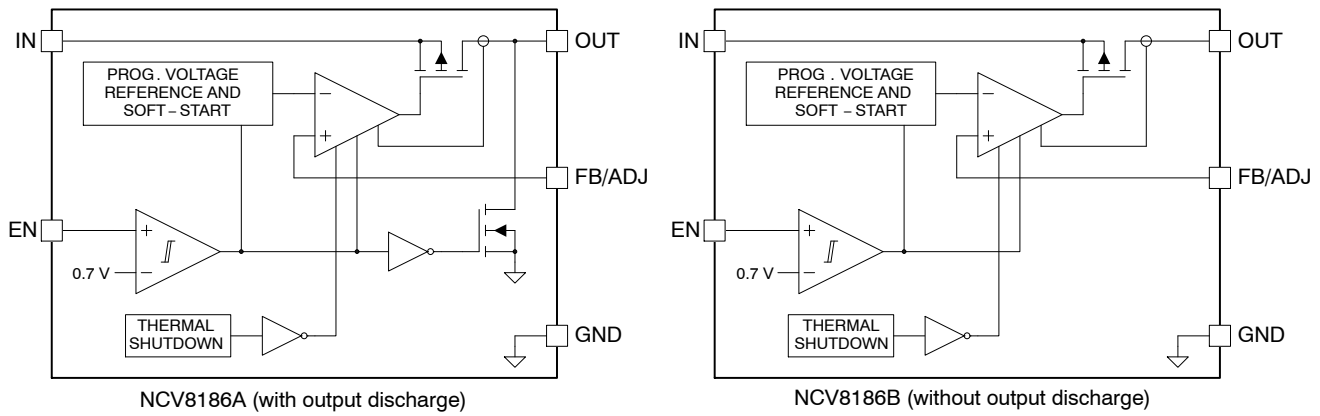 IN
OUT
PROG . VOLTAGE
REFERENCE AND
SOFT – START
−
+
FB/ADJ
EN
+
0.7 V
−
THERMAL
SHUTDOWN
GND
NCV8186A (with output discharge)
IN
OUT
PROG . VOLTAGE
REFERENCE AND
SOFT – START
−
+
FB/ADJ
EN
+
0.7 V
−
THERMAL
SHUTDOWN
GND
NCV8186B (without output discharge)